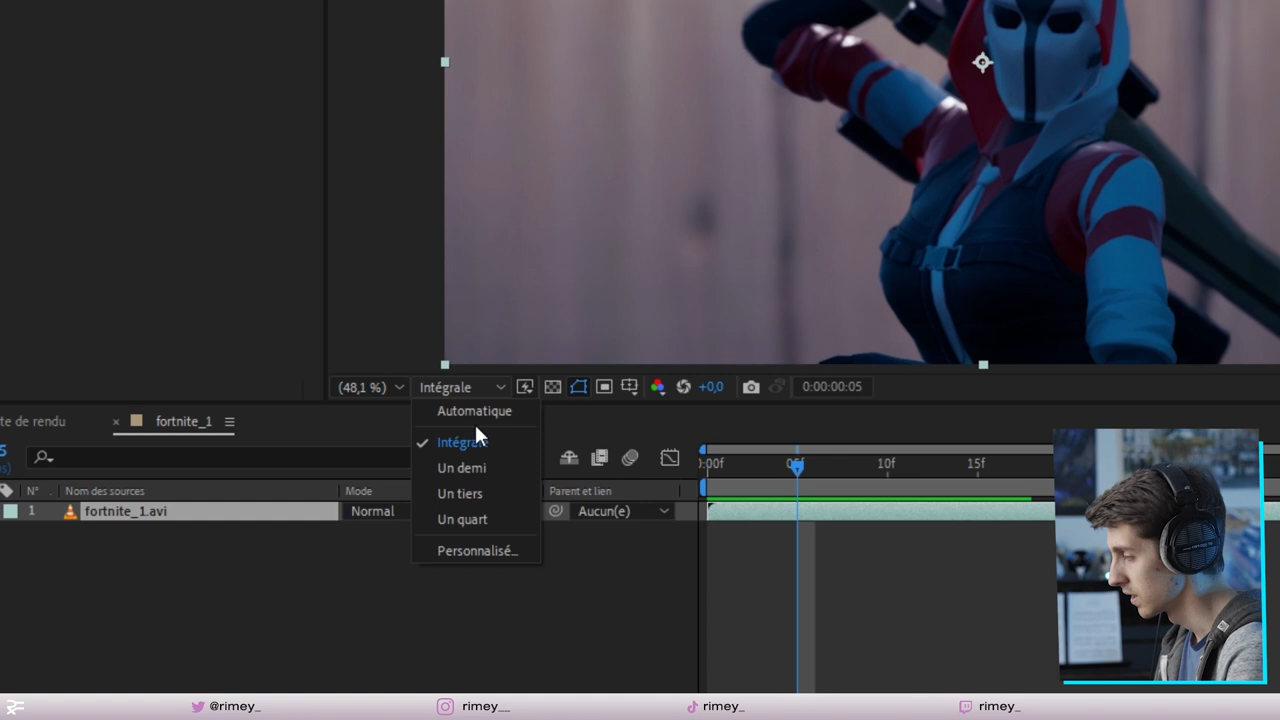 (48,1 %) Intégrale +0,0 0:00:00:05
Automatique
Un demi
Un tiers
Un quart
Personnalisé...
te de rendu × fortnite_1
5
s)
:00f 05f 10f 15f
N° . Nom des sources Mode Parent et lien
1 fortnite_1.avi Normal Aucun(e)
@rimey_ rimey__ rimey_ rimey_